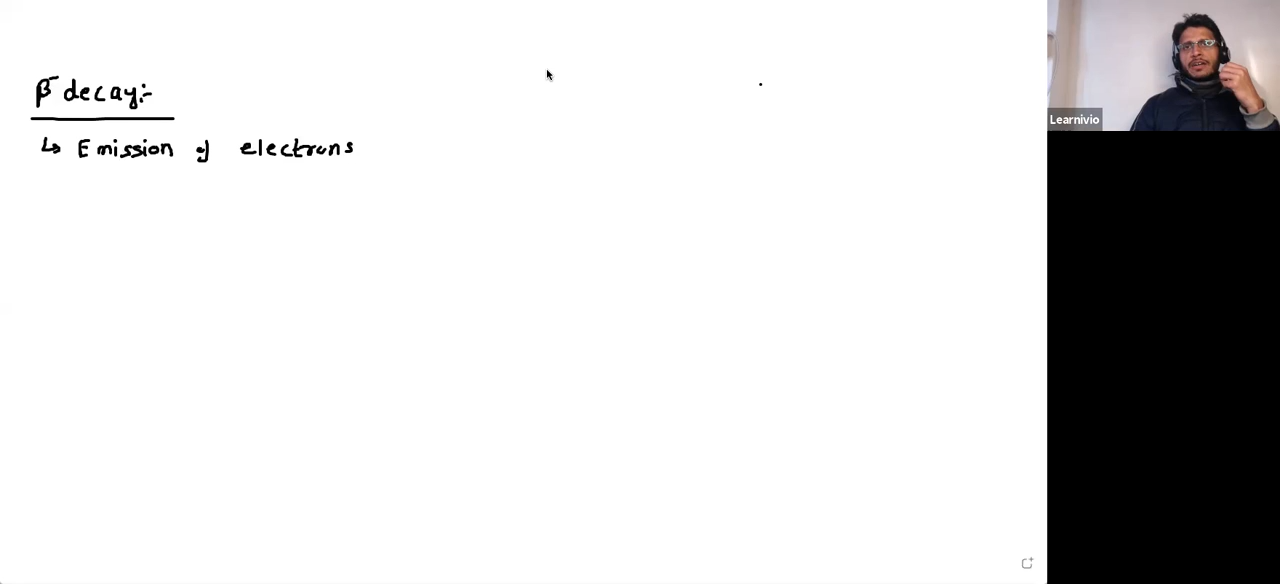 β⁻ decay:-
↳ Emission of electrons
Learnivio